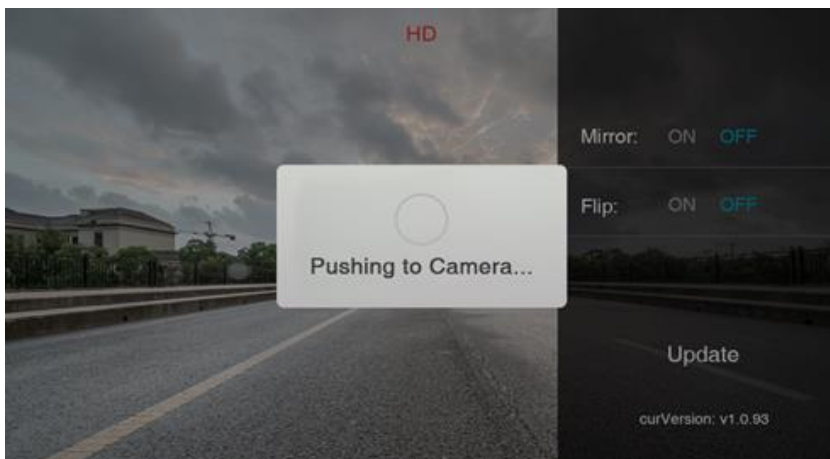 HD
Mirror: ON OFF
Flip: ON OFF
Pushing to Camera...
Update
curVersion: v1.0.93